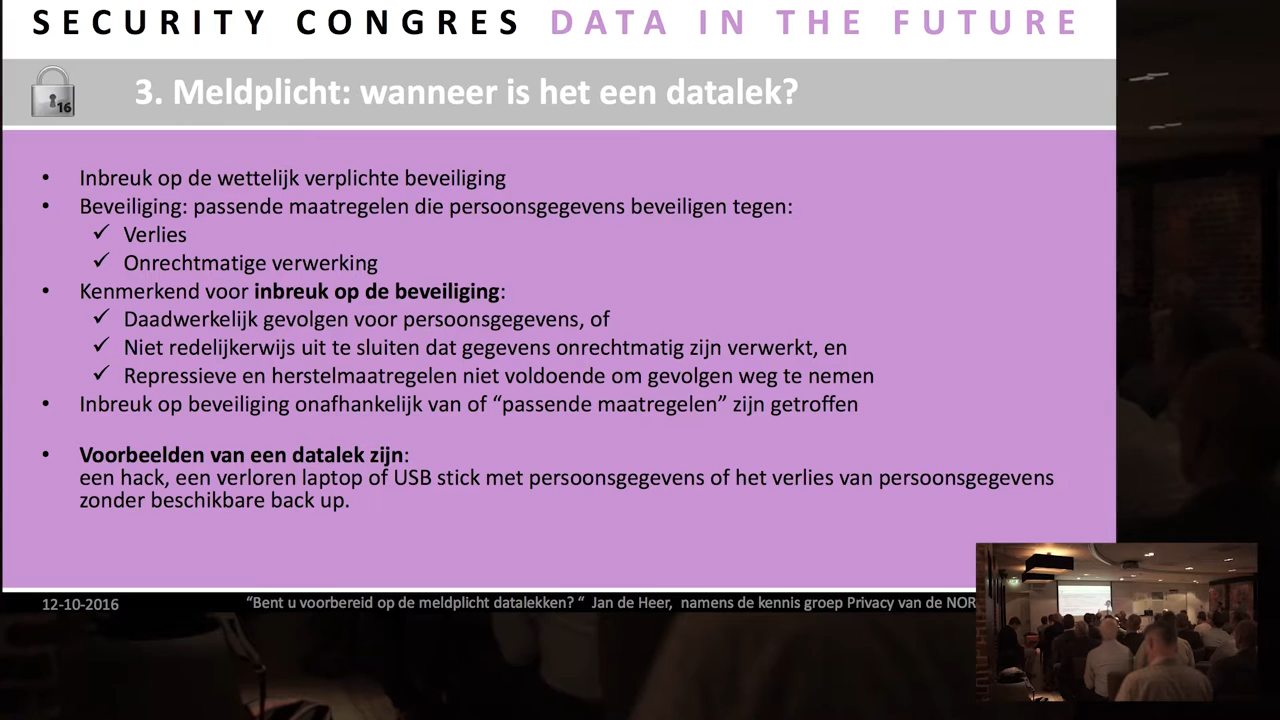 SECURITY CONGRES DATA IN THE FUTURE
16
3. Meldplicht: wanneer is het een datalek?
• Inbreuk op de wettelijk verplichte beveiliging
• Beveiliging: passende maatregelen die persoonsgegevens beveiligen tegen:
✓ Verlies
✓ Onrechtmatige verwerking
• Kenmerkend voor inbreuk op de beveiliging:
✓ Daadwerkelijk gevolgen voor persoonsgegevens, of
✓ Niet redelijkerwijs uit te sluiten dat gegevens onrechtmatig zijn verwerkt, en
✓ Repressieve en herstelmaatregelen niet voldoende om gevolgen weg te nemen
• Inbreuk op beveiliging onafhankelijk van of “passende maatregelen” zijn getroffen
• Voorbeelden van een datalek zijn:
een hack, een verloren laptop of USB stick met persoonsgegevens of het verlies van persoonsgegevens
zonder beschikbare back up.
12-10-2016
“Bent u voorbereid op de meldplicht datalekken? “ Jan de Heer, namens de kennis groep Privacy van de NOR